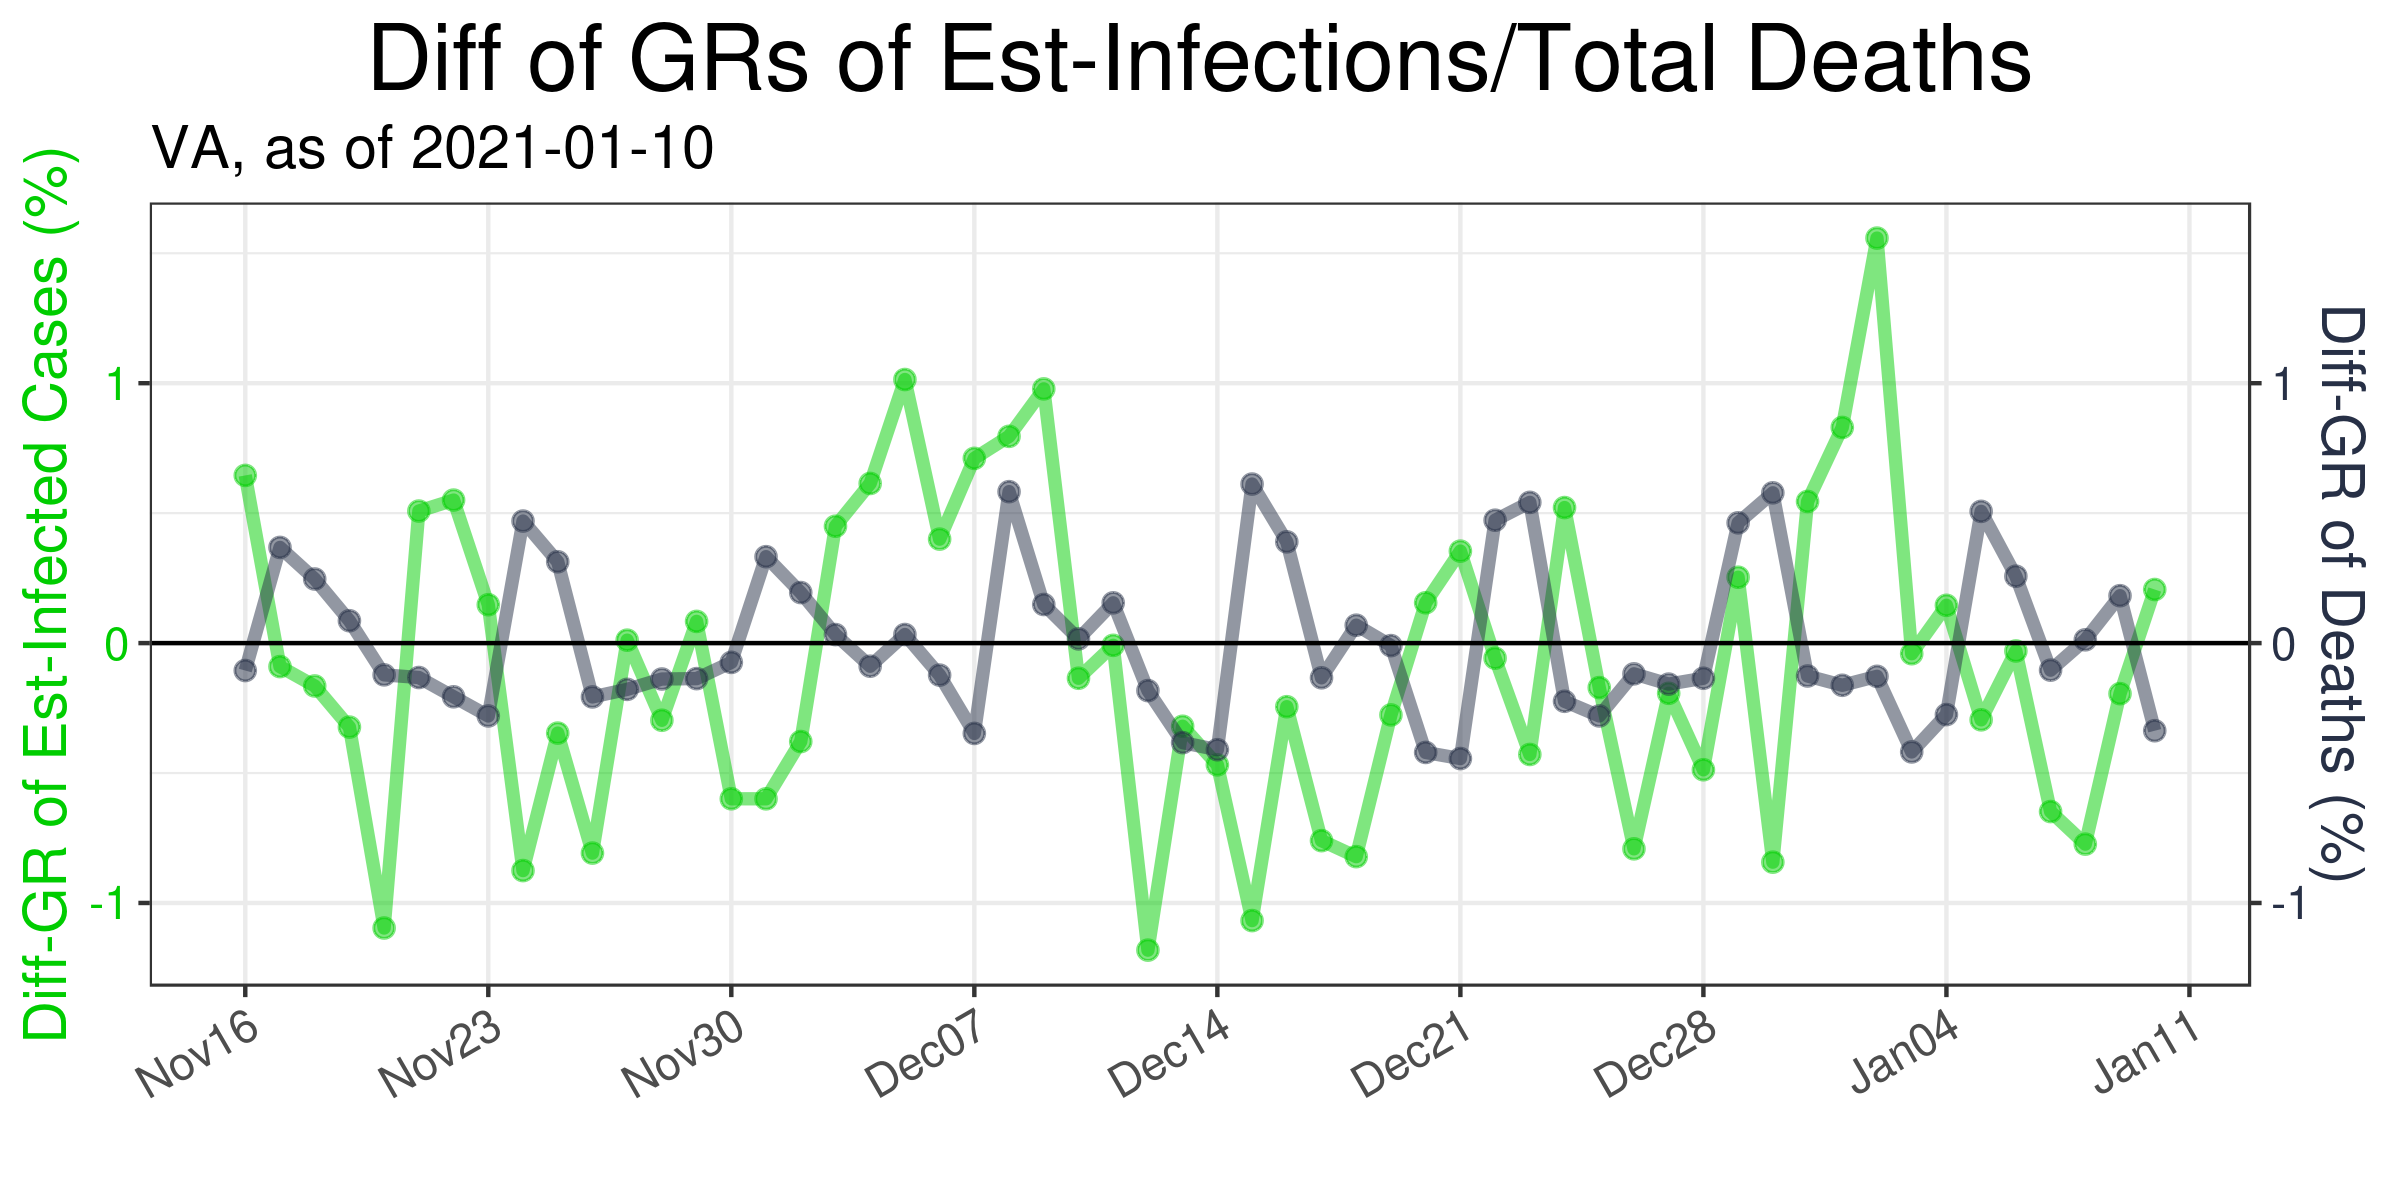 Diff of GRs of Est-Infections/Total Deaths
VA, as of 2021-01-10
Diff-GR of Est-Infected Cases (%)
1
0
-1
1
0
-1
Diff-GR of Deaths (%)
Nov16
Nov23
Nov30
Dec07
Dec14
Dec21
Dec28
Jan04
Jan11